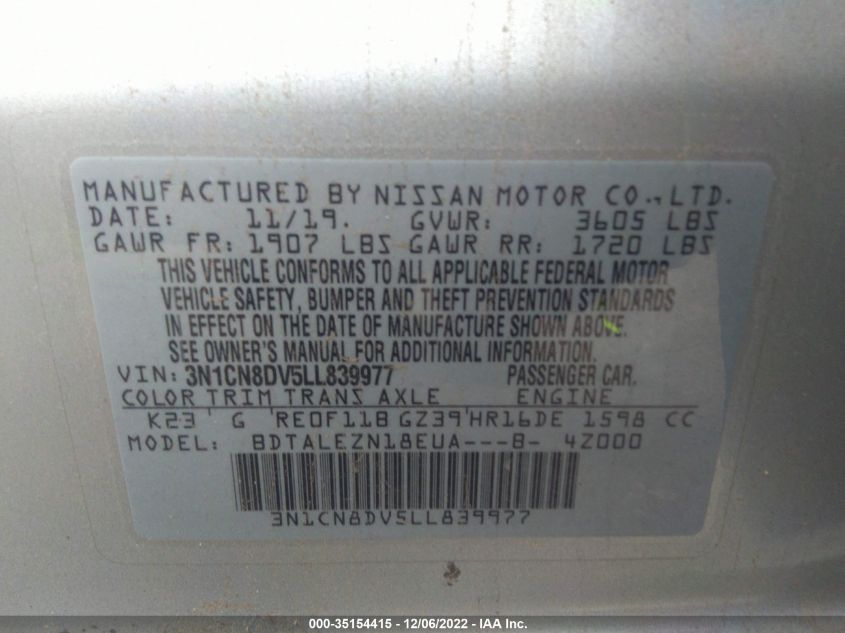 MANUFACTURED BY NISSAN MOTOR CO., LTD.
DATE: 11/19. GVWR: 3605 LBS
GAWR FR: 1907 LBS GAWR RR: 1720 LBS
THIS VEHICLE CONFORMS TO ALL APPLICABLE FEDERAL MOTOR
VEHICLE SAFETY, BUMPER AND THEFT PREVENTION STANDARDS
IN EFFECT ON THE DATE OF MANUFACTURE SHOWN ABOVE.
SEE OWNER'S MANUAL FOR ADDITIONAL INFORMATION.
VIN: 3N1CN8DV5LL839977 PASSENGER CAR.
COLOR TRIM TRANS AXLE ENGINE
K23 G RE0F11B GZ39 HR16DE 1598 CC
MODEL: BDTALEZN18EUA---B- 4Z000
3N1CN8DV5LL839977
000-35154415 - 12/06/2022 - IAA Inc.